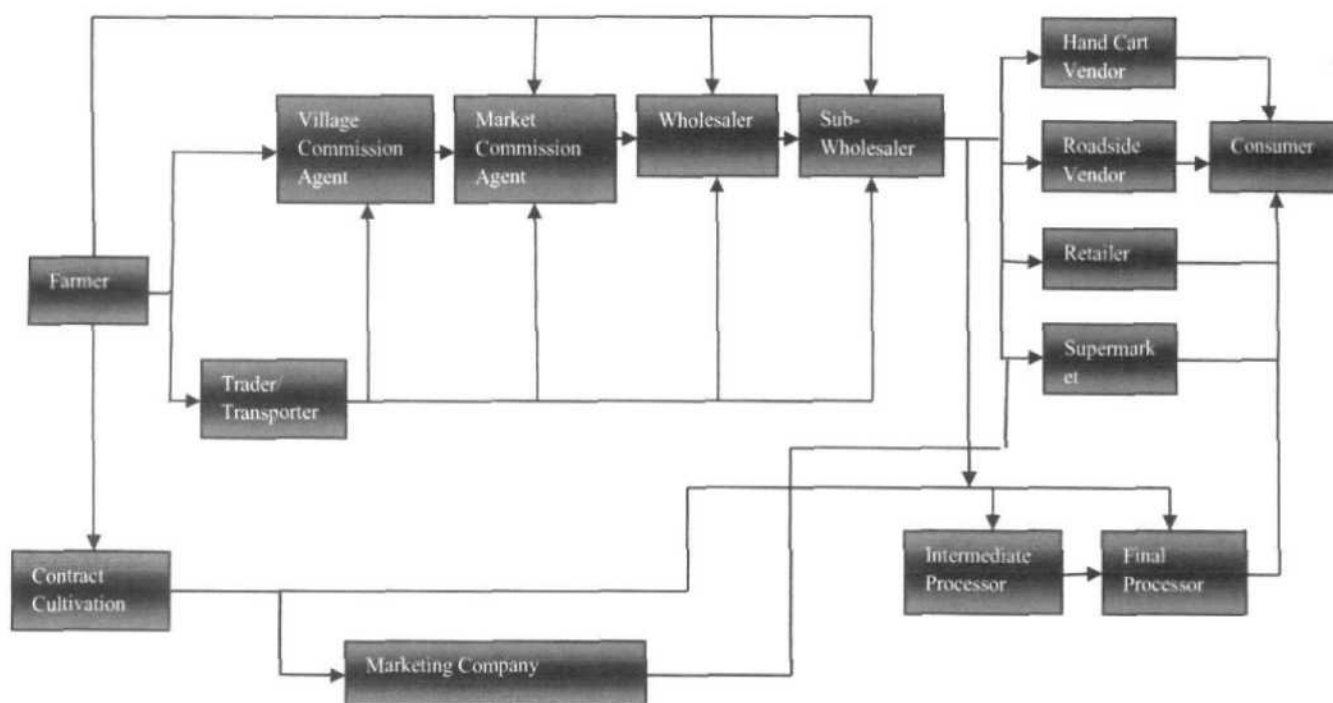 Hand Cart
Vendor
Village
Commission
Agent
Market
Commission
Agent
Wholesaler
Sub-
Wholesaler
Roadside
Vendor
Consumer
Farmer
Retailer
Trader/
Transporter
Supermark
et
Contract
Cultivation
Intermediate
Processor
Final
Processor
Marketing Company